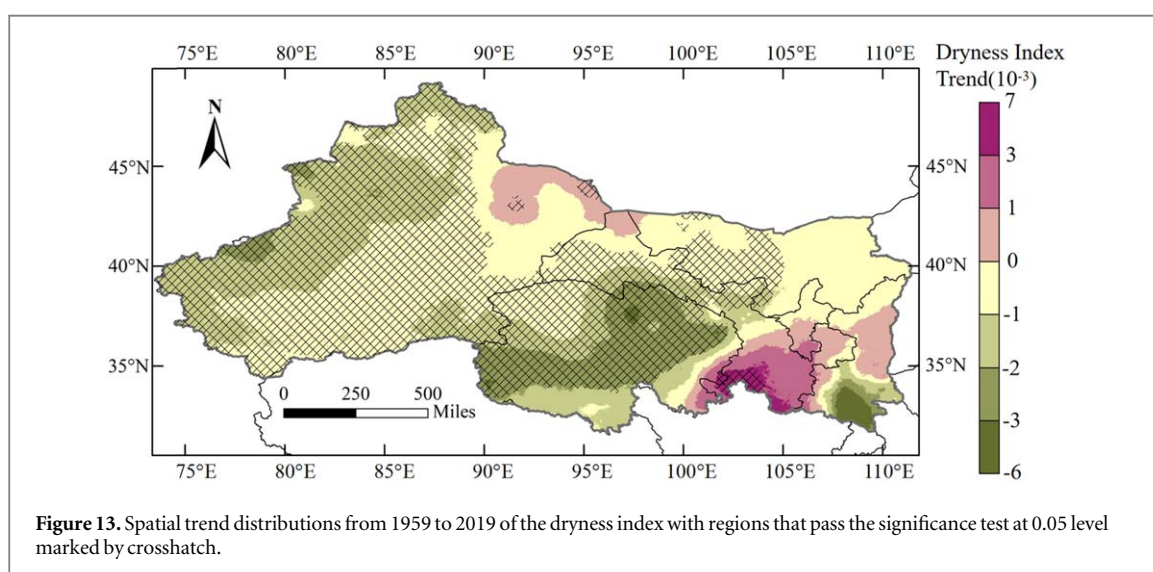 75°E 80°E 85°E 90°E 95°E 100°E 105°E 110°E
Dryness Index
Trend(10⁻³)
7
3
1
0
-1
-2
-3
-6
N
45°N 45°N
40°N 40°N
35°N 35°N
0 250 500
Miles
75°E 80°E 85°E 90°E 95°E 100°E 105°E 110°E
Figure 13. Spatial trend distributions from 1959 to 2019 of the dryness index with regions that pass the significance test at 0.05 level
marked by crosshatch.